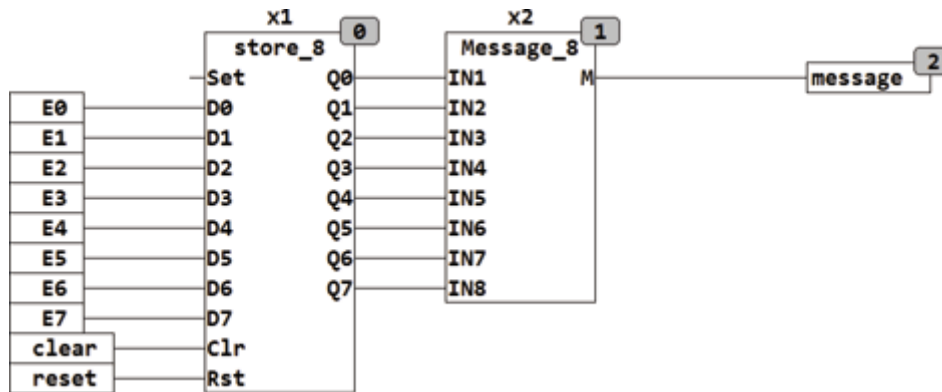 x1 x2
0 1
store_8 Message_8 2
Set Q0 IN1 M message
E0 D0 Q1 IN2
E1 D1 Q2 IN3
E2 D2 Q3 IN4
E3 D3 Q4 IN5
E4 D4 Q5 IN6
E5 D5 Q6 IN7
E6 D6 Q7 IN8
E7 D7
clear Clr
reset Rst